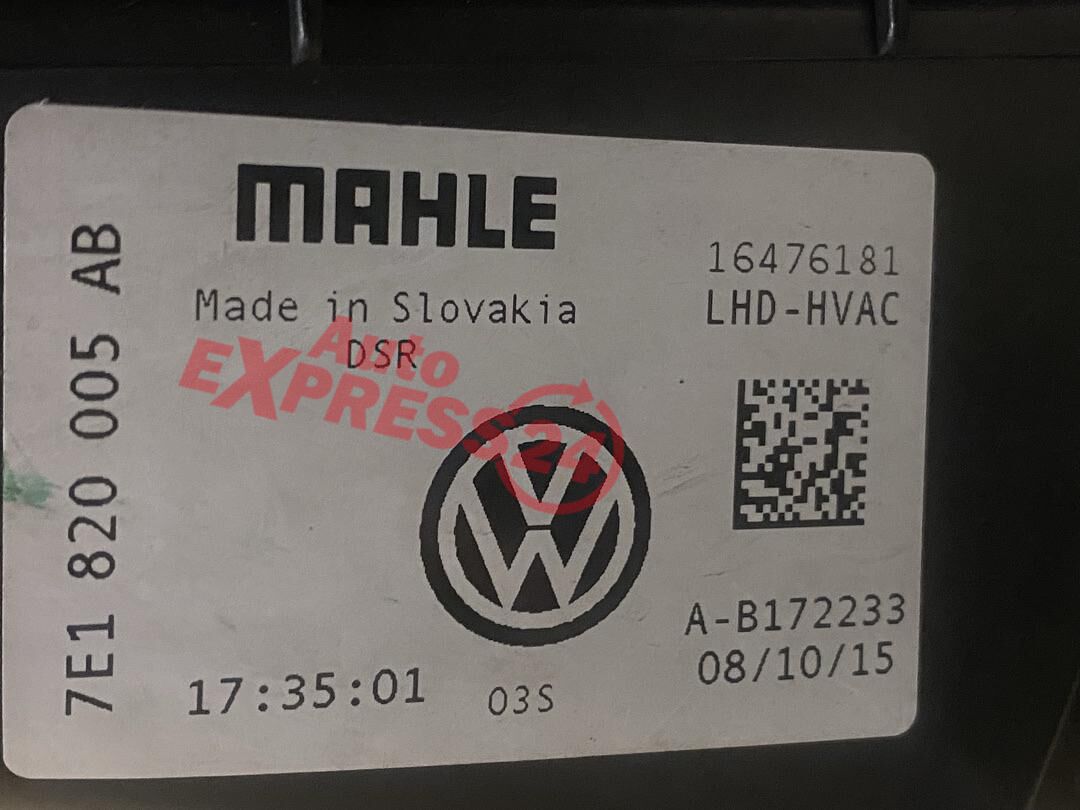 MAHLE
Made in Slovakia
DSR
16476181
LHD-HVAC
7E1 820 005 AB
Auto
EXPRESS24
A-B172233
08/10/15
17:35:01
03S